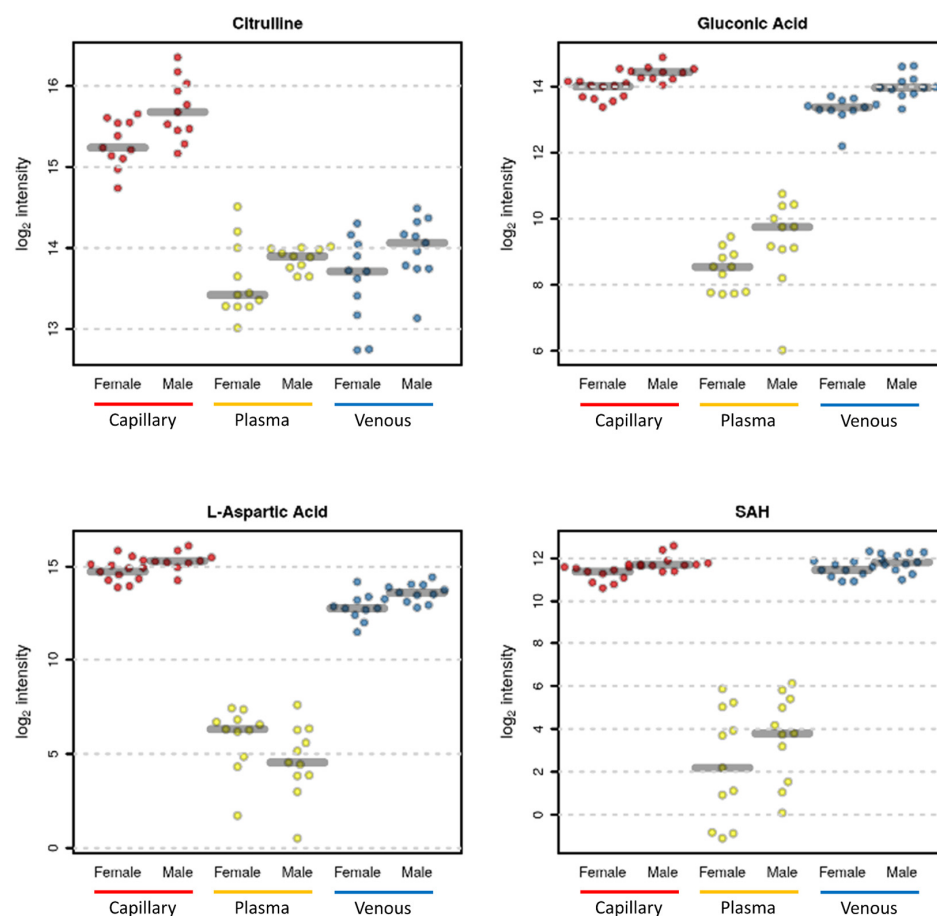 Citrulline
Gluconic Acid
log2 intensity
16
15
14
13
log2 intensity
14
12
10
8
6
Female Male Female Male Female Male
Capillary Plasma Venous
Female Male Female Male Female Male
Capillary Plasma Venous
L-Aspartic Acid
SAH
log2 intensity
15
10
5
0
log2 intensity
12
10
8
6
4
2
0
Female Male Female Male Female Male
Capillary Plasma Venous
Female Male Female Male Female Male
Capillary Plasma Venous